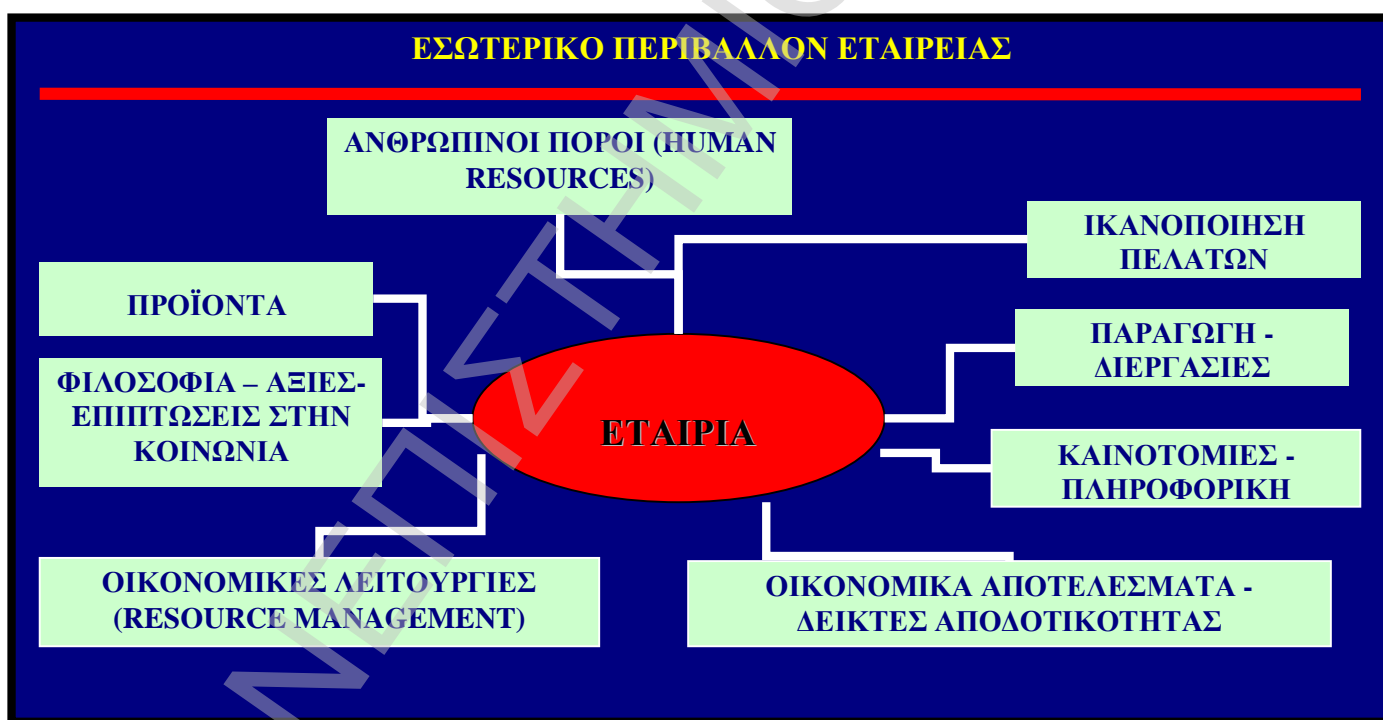 ΕΣΩΤΕΡΙΚΟ ΠΕΡΙΒΑΛΛΟΝ ΕΤΑΙΡΕΙΑΣ
ΑΝΘΡΩΠΙΝΟΙ ΠΟΡΟΙ (HUMAN
RESOURCES)
ΙΚΑΝΟΠΟΙΗΣΗ
ΠΕΛΑΤΩΝ
ΠΡΟΪΟΝΤΑ
ΠΑΡΑΓΩΓΗ -
ΔΙΕΡΓΑΣΙΕΣ
ΦΙΛΟΣΟΦΙΑ – ΑΞΙΕΣ-
ΕΠΙΠΤΩΣΕΙΣ ΣΤΗΝ
ΚΟΙΝΩΝΙΑ
ΕΤΑΙΡΙΑ
ΚΑΙΝΟΤΟΜΙΕΣ -
ΠΛΗΡΟΦΟΡΙΚΗ
ΟΙΚΟΝΟΜΙΚΕΣ ΛΕΙΤΟΥΡΓΙΕΣ
(RESOURCE MANAGEMENT)
ΟΙΚΟΝΟΜΙΚΑ ΑΠΟΤΕΛΕΣΜΑΤΑ -
ΔΕΙΚΤΕΣ ΑΠΟΔΟΤΙΚΟΤΗΤΑΣ